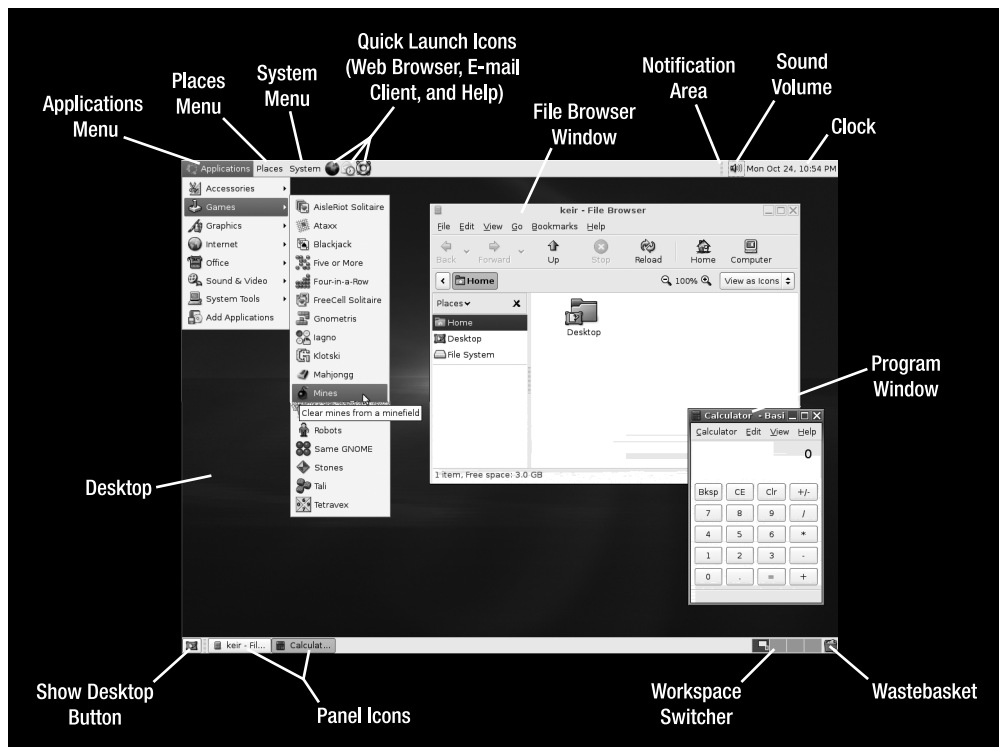 Quick Launch Icons
(Web Browser, E-mail
Client, and Help)
Applications
Menu
Places
Menu
System
Menu
File Browser
Window
Notification
Area
Sound
Volume
Clock
Applications Places System
Mon Oct 24, 10:54 PM
Accessories
Games
Graphics
Internet
Office
Sound & Video
System Tools
Add Applications
AisleRiot Solitaire
Ataxx
Blackjack
Five or More
Four-in-a-Row
FreeCell Solitaire
Gnometris
Iagno
Klotski
Mahjongg
Mines
Clear mines from a minefield
Robots
Same GNOME
Stones
Tali
Tetravex
keir - File Browser
File Edit View Go Bookmarks Help
Back Forward Up Stop Reload Home Computer
Home
100%
View as Icons
Places
Home
Desktop
File System
Desktop
1 item, Free space: 3.0 GB
Program
Window
Calculator - Basi
Calculator Edit View Help
0
Bksp CE Clr +/-
7 8 9 /
4 5 6 *
1 2 3 -
0 . = +
Desktop
keir - Fil...
Calculat...
Show Desktop
Button
Panel Icons
Workspace
Switcher
Wastebasket